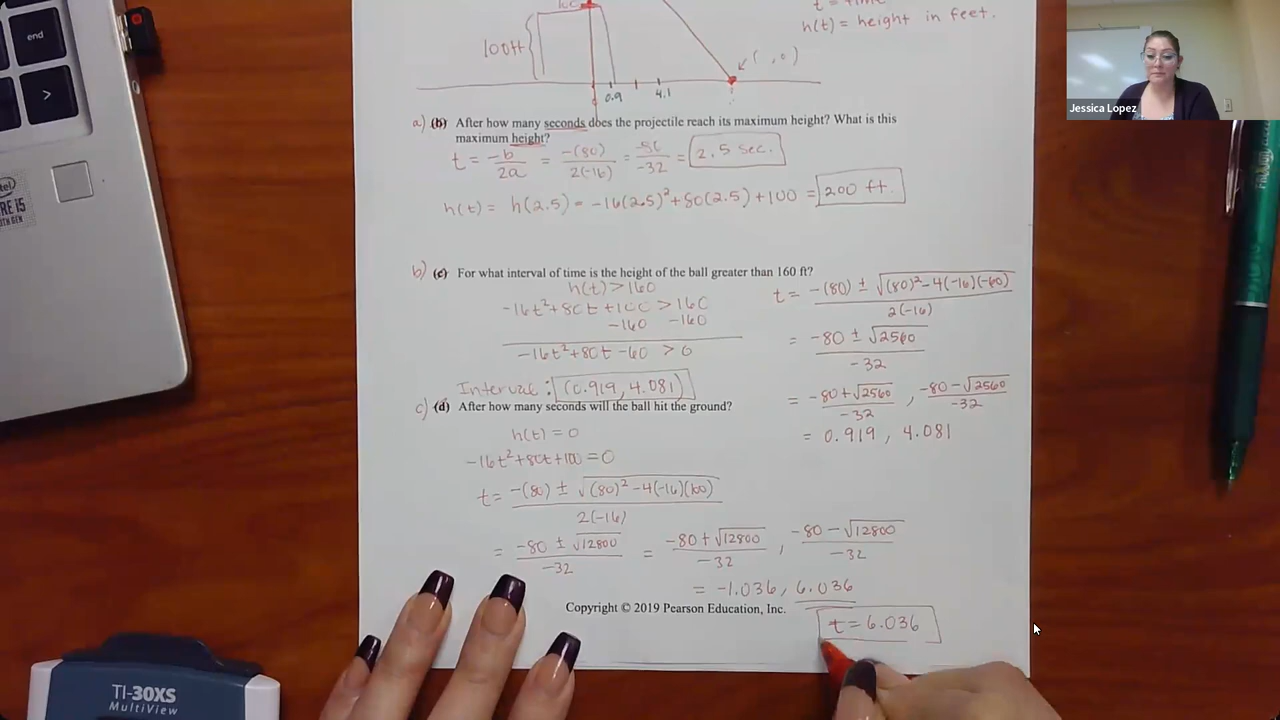 t = time
h(t) = height in feet.
100
100ft
( , 0)
0.9 4.1
a) (b) After how many seconds does the projectile reach its maximum height? What is this
maximum height?
t = -b/2a = -(80)/2(-16) = -80/-32 = 2.5 sec.
h(t) = h(2.5) = -16(2.5)²+80(2.5)+100 = 200 ft.
b) (c) For what interval of time is the height of the ball greater than 160 ft?
h(t) > 160
-16t²+80t+100 > 160
-160 -160
-16t²+80t-60 > 0
Interval: (0.919, 4.081)
t = -(80) ± √(80)²-4(-16)(-60) / 2(-16)
= -80 ± √2560 / -32
= -80+√2560 / -32 , -80-√2560 / -32
= 0.919 , 4.081
c) (d) After how many seconds will the ball hit the ground?
h(t) = 0
-16t²+80t+100 = 0
t = -(80) ± √(80)²-4(-16)(100) / 2(-16)
= -80 ± √12800 / -32 = -80+√12800 / -32 , -80-√12800 / -32
= -1.036, 6.036
Copyright © 2019 Pearson Education, Inc.
t = 6.036
Jessica Lopez
end
>
intel
CORE i5
TI-30XS
MultiView